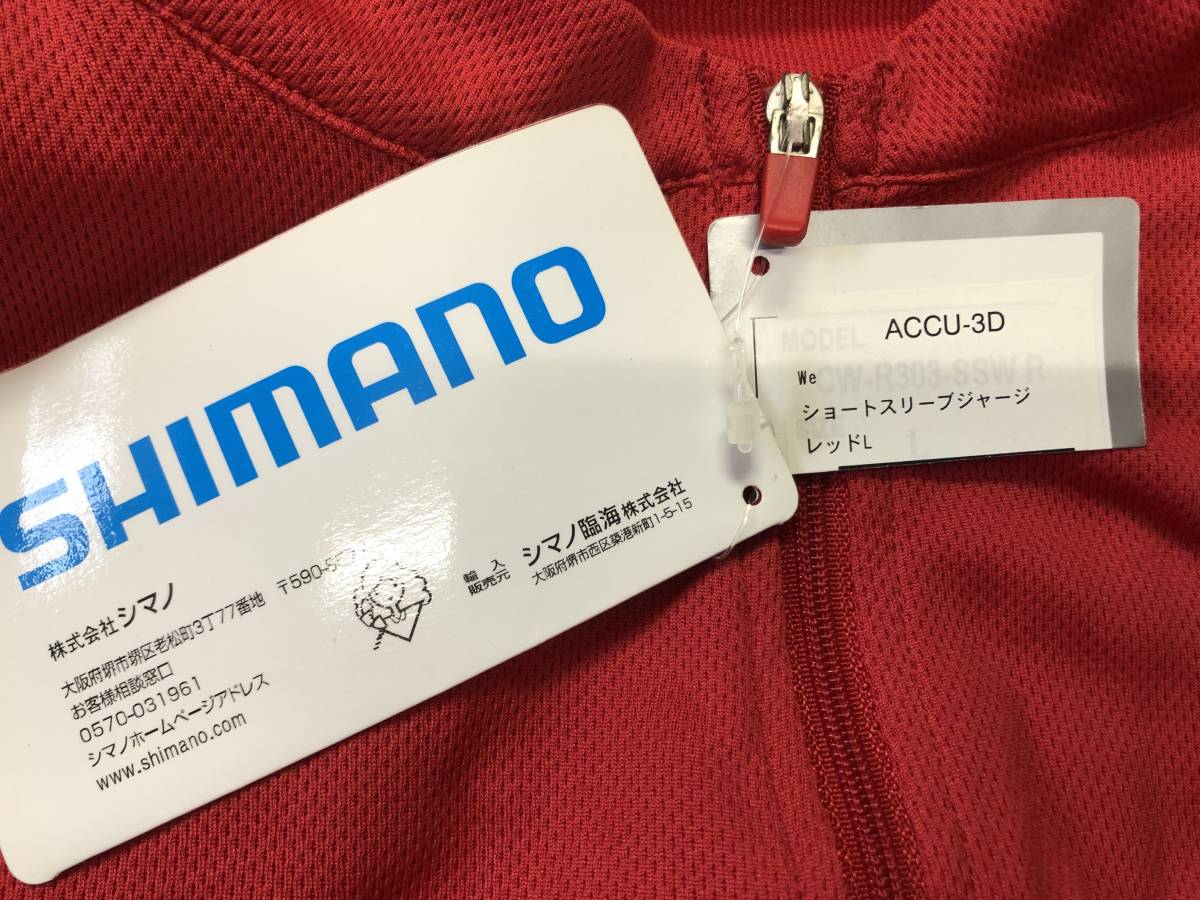 SHIMANO
株式会社シマノ
大阪府堺市堺区老松町3丁77番地 〒590-
お客様相談窓口
0570-031961
シマノホームページアドレス
www.shimano.com
輸入
販売元
シマノ臨海株式会社
大阪府堺市西区築港新町1-5-15
ACCU-3D
MODEL
We
CW-R303-SSW R
ショートスリーブジャージ
レッドL
L